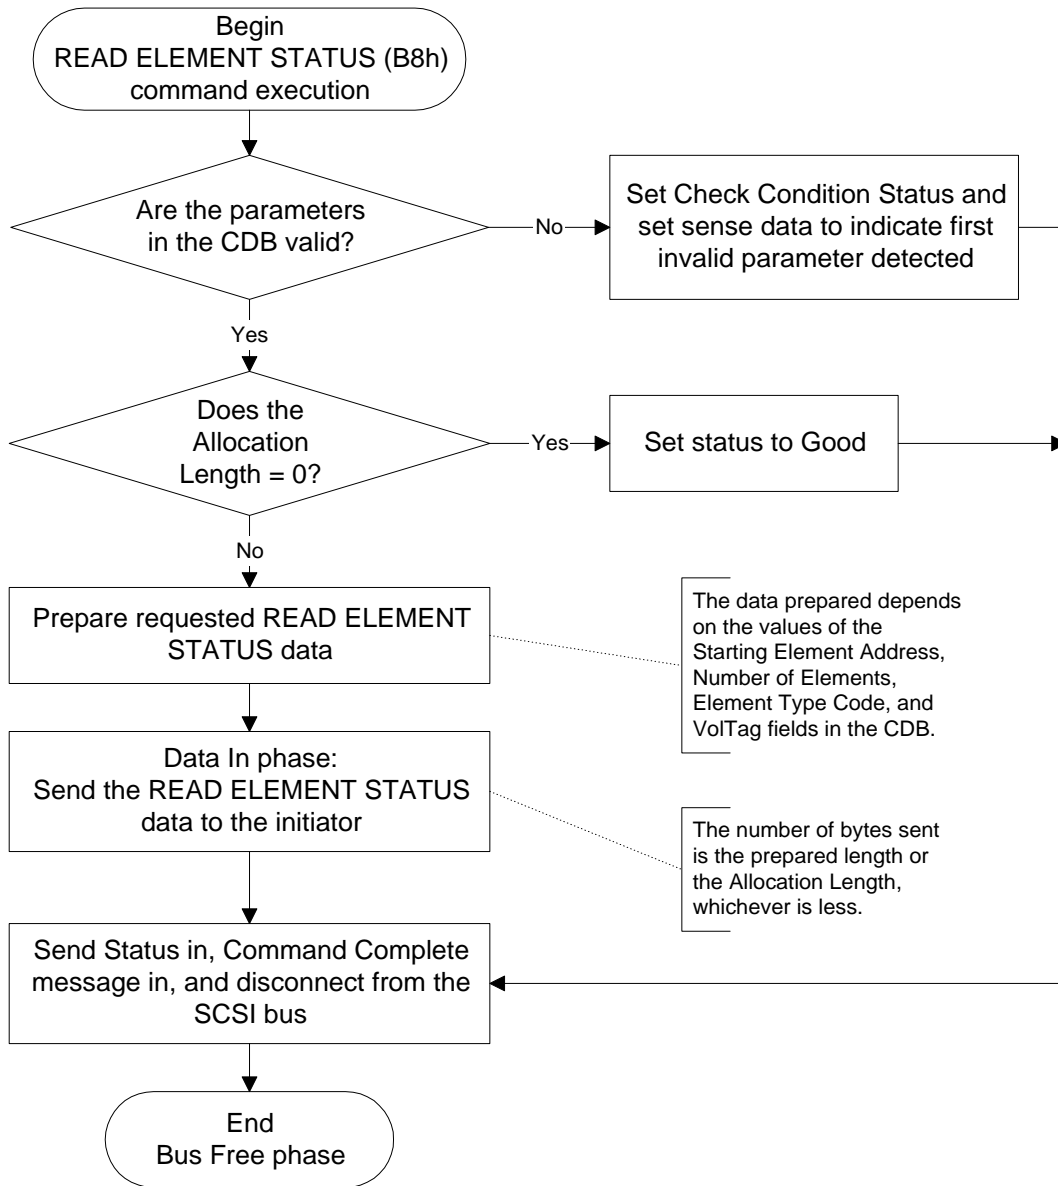 Begin
READ ELEMENT STATUS (B8h)
command execution
Are the parameters
in the CDB valid?
No
Set Check Condition Status and
set sense data to indicate first
invalid parameter detected
Yes
Does the
Allocation
Length = 0?
Yes
Set status to Good
No
Prepare requested READ ELEMENT
STATUS data
The data prepared depends
on the values of the
Starting Element Address,
Number of Elements,
Element Type Code, and
VolTag fields in the CDB.
Data In phase:
Send the READ ELEMENT STATUS
data to the initiator
The number of bytes sent
is the prepared length or
the Allocation Length,
whichever is less.
Send Status in, Command Complete
message in, and disconnect from the
SCSI bus
End
Bus Free phase